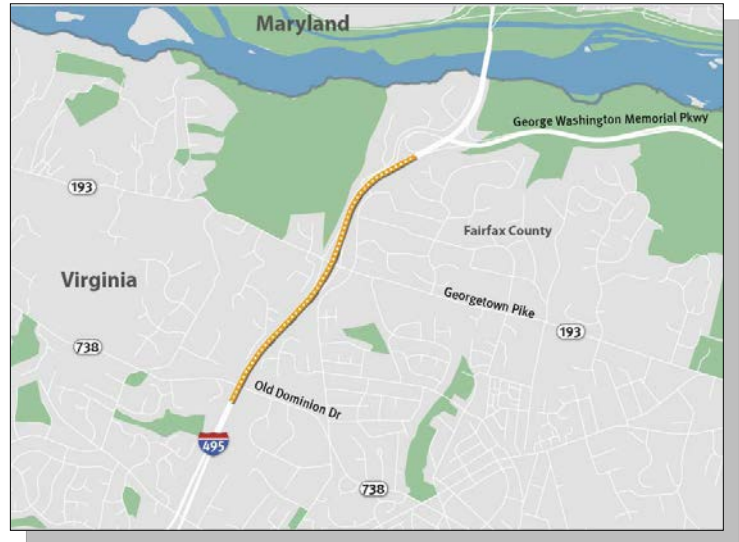 Maryland
George Washington Memorial Pkwy
193
Fairfax County
Virginia
Georgetown Pike
193
738
Old Dominion Dr
495
738